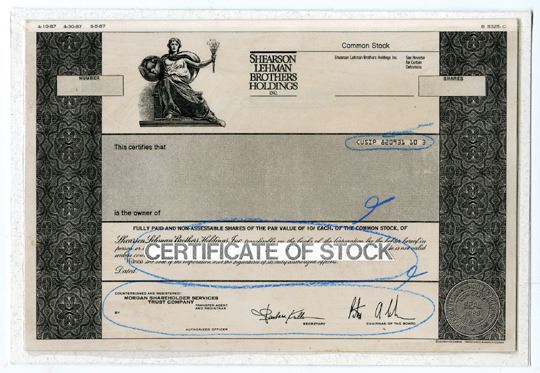 4-13-87 4-30-87 5-5-87
B 5325-C
NUMBER
SHEARSON
LEHMAN
BROTHERS
HOLDINGS
INC.
Common Stock
Shearson Lehman Brothers Holdings Inc.
See Reverse
for Certain
Definitions
SHARES
This certifies that
CUSIP 820931 10 3
is the owner of
FULLY PAID AND NON-ASSESSABLE SHARES OF THE PAR VALUE OF 10¢ EACH, OF THE COMMON STOCK, OF
Shearson Lehman Brothers Holdings Inc.
CERTIFICATE OF STOCK
Dated:
COUNTERSIGNED AND REGISTERED:
MORGAN SHAREHOLDER SERVICES
TRUST COMPANY
TRANSFER AGENT
AND REGISTRAR
BY
AUTHORIZED OFFICER
SECRETARY
CHAIRMAN OF THE BOARD